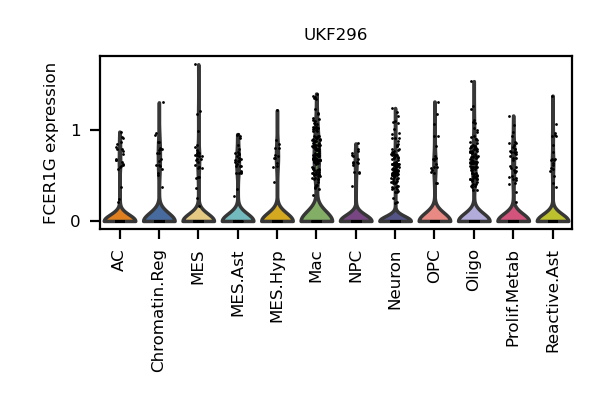 UKF296
FCER1G expression
1
0
AC
Chromatin.Reg
MES
MES.Ast
MES.Hyp
Mac
NPC
Neuron
OPC
Oligo
Prolif.Metab
Reactive.Ast